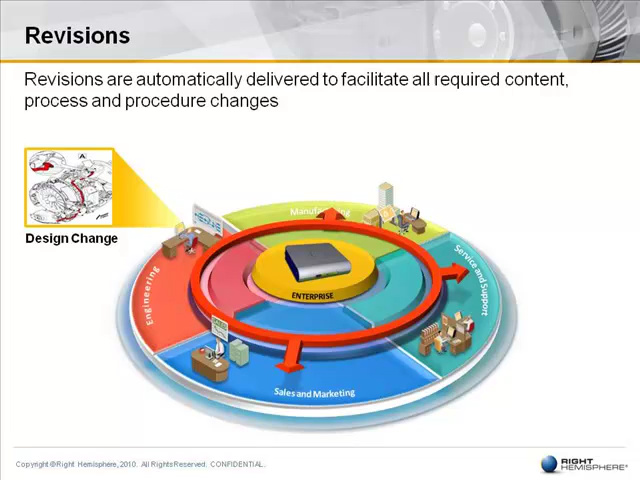 Revisions
Revisions are automatically delivered to facilitate all required content,
process and procedure changes
A
Design Change
Manufacturing
Engineering
Service and Support
ENTERPRISE
Sales and Marketing
Copyright © Right Hemisphere, 2010. All Rights Reserved. CONFIDENTIAL.
RIGHT
HEMISPHERE®